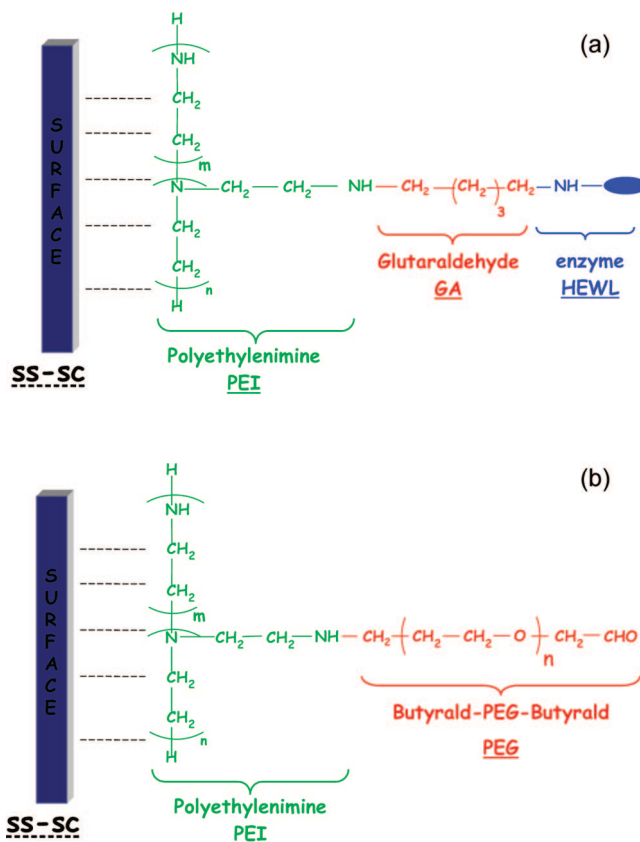 (a)
H
NH
CH2
CH2
m
N—CH2—CH2—NH—CH2—(CH2)3—CH2—NH—
CH2
CH2
n
H
SURFACE
Glutaraldehyde
GA
enzyme
HEWL
Polyethylenimine
PEI
SS-SC
(b)
H
NH
CH2
CH2
m
N—CH2—CH2—NH—CH2—(CH2—CH2—O)n—CH2—CHO
CH2
CH2
n
H
SURFACE
Butyrald-PEG-Butyrald
PEG
Polyethylenimine
PEI
SS-SC